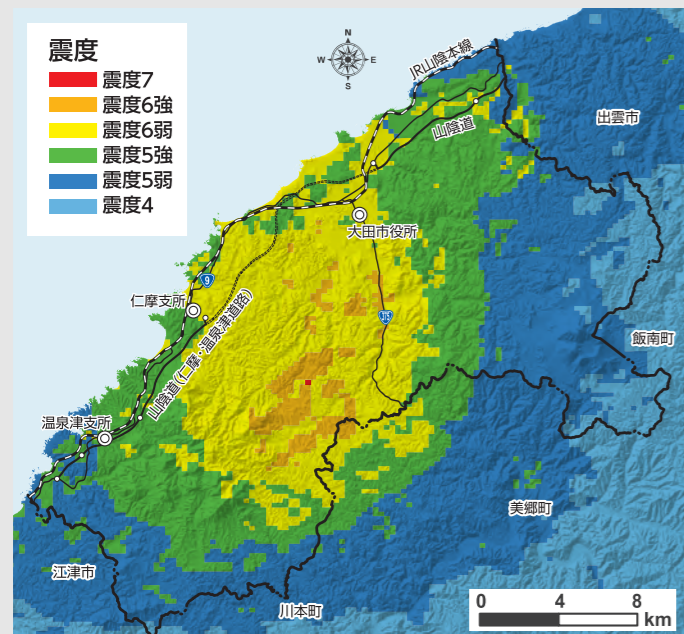 震度
震度7
震度6強
震度6弱
震度5強
震度5弱
震度4
N
W E
S
JR山陰本線
山陰道
出雲市
大田市役所
9
仁摩支所
375
山陰道(仁摩・温泉津道路)
飯南町
温泉津支所
美郷町
江津市
川本町
0 4 8
km